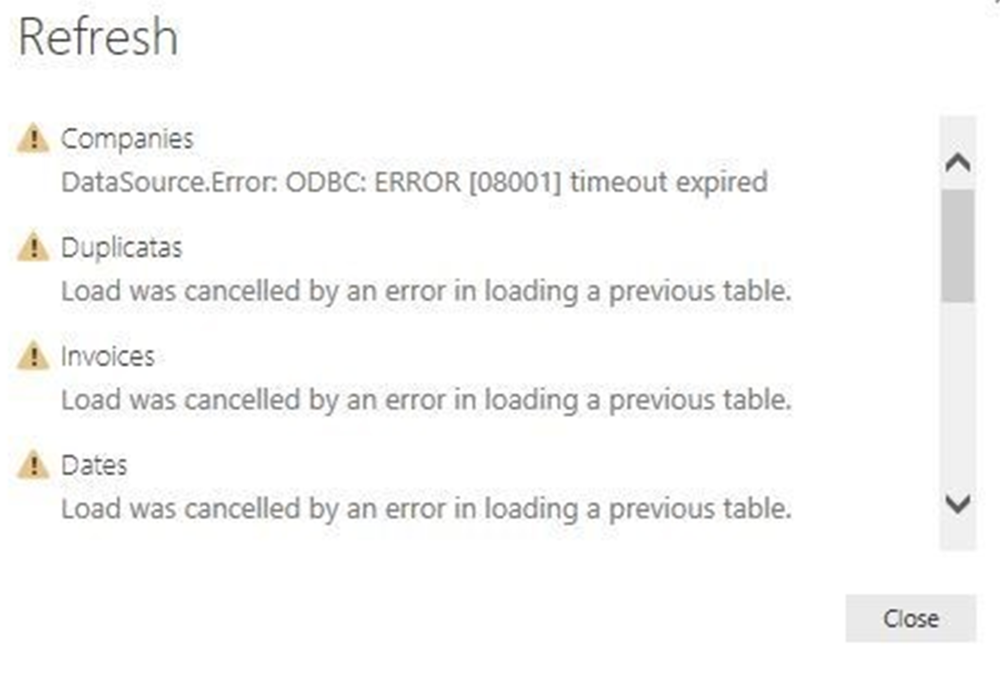 Refresh
Companies
DataSource.Error: ODBC: ERROR [08001] timeout expired
Duplicatas
Load was cancelled by an error in loading a previous table.
Invoices
Load was cancelled by an error in loading a previous table.
Dates
Load was cancelled by an error in loading a previous table.
Close